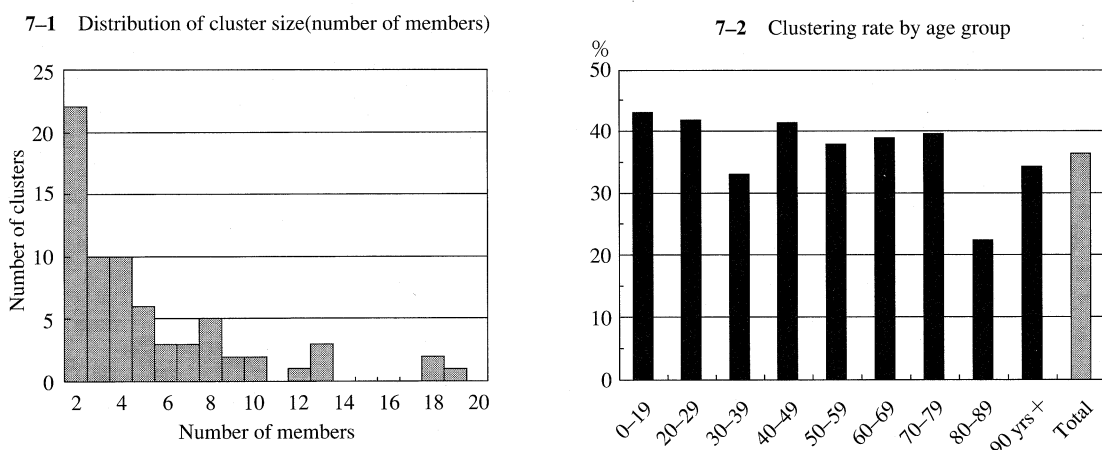 7–1 Distribution of cluster size(number of members)
25
20
15
10
5
0
Number of clusters
2 4 6 8 10 12 14 16 18 20
Number of members
7–2 Clustering rate by age group
%
50
40
30
20
10
0
0–19 20–29 30–39 40–49 50–59 60–69 70–79 80–89 90 yrs+ Total